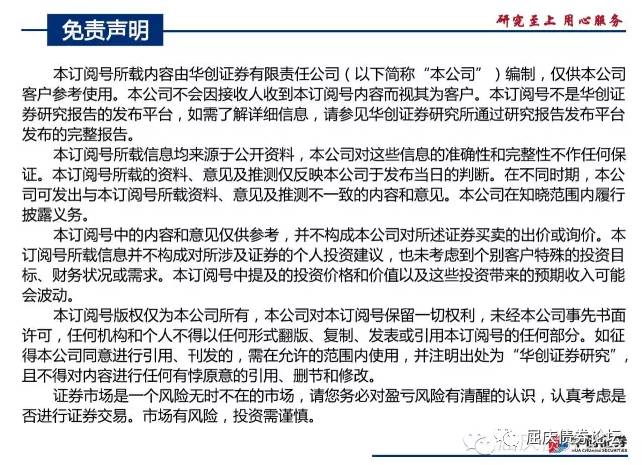 研究至上 用心服务
免责声明
本订阅号所载内容由华创证券有限责任公司（以下简称“本公司”）编制，仅供本公司
客户参考使用。本公司不会因接收人收到本订阅号内容而视其为客户。本订阅号不是华创证
券研究报告的发布平台，如需了解详细信息，请参见华创证券研究所通过研究报告发布平台
发布的完整报告。
本订阅号所载信息均来源于公开资料，本公司对这些信息的准确性和完整性不作任何保
证。本订阅号所载的资料、意见及推测仅反映本公司于发布当日的判断。在不同时期，本公
司可发出与本订阅号所载资料、意见及推测不一致的内容和意见。本公司在知晓范围内履行
披露义务。
本订阅号中的内容和意见仅供参考，并不构成本公司对所述证券买卖的出价或询价。本
订阅号所载信息并不构成对所涉及证券的个人投资建议，也未考虑到个别客户特殊的投资目
标、财务状况或需求。本订阅号中提及的投资价格和价值以及这些投资带来的预期收入可能
会波动。
本订阅号版权仅为本公司所有，本公司对本订阅号保留一切权利，未经本公司事先书面
许可，任何机构和个人不得以任何形式翻版、复制、发表或引用本订阅号的任何部分。如征
得本公司同意进行引用、刊发的，需在允许的范围内使用，并注明出处为“华创证券研究”，
且不得对内容进行任何有悖原意的引用、删节和修改。
证券市场是一个风险无时不在的市场，请您务必对盈亏风险有清醒的认识，认真考虑是
否进行证券交易。市场有风险，投资需谨慎。
屈庆债券论坛
华创证券
HUA CHUANG SECURITIES